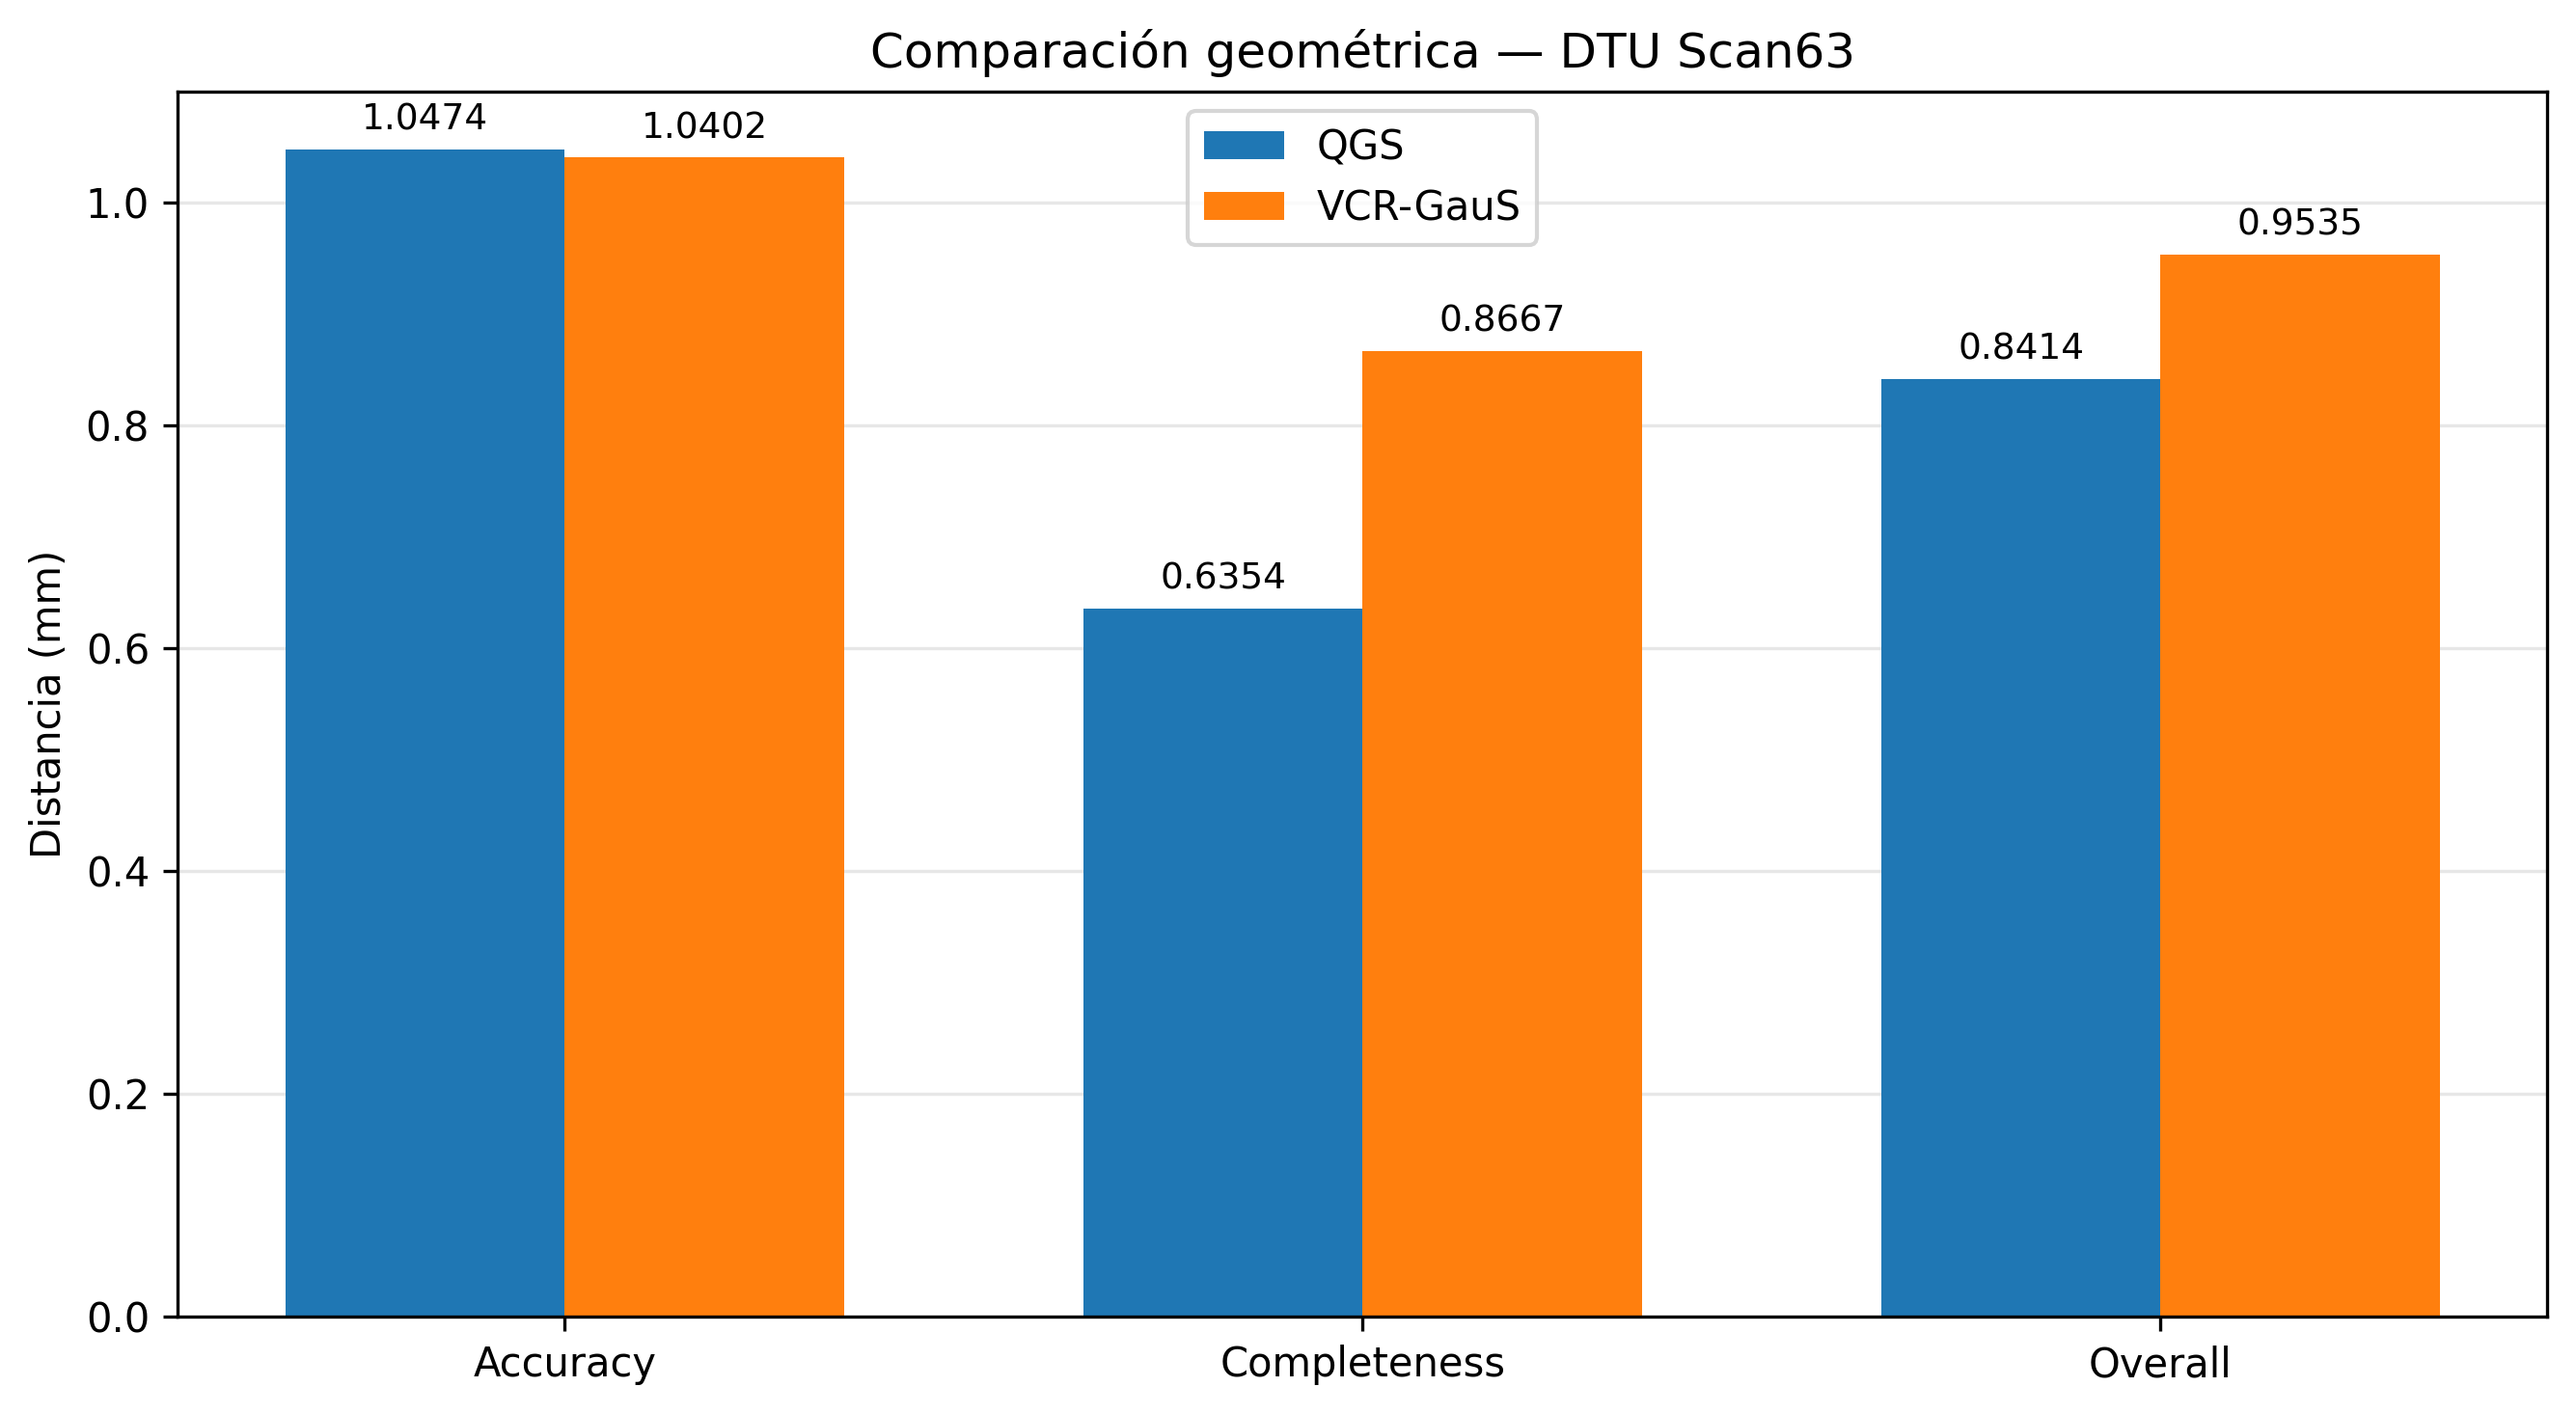 Comparación geométrica — DTU Scan63
1.0474
1.0402
QGS
VCR-GauS
0.9535
0.8667
0.8414
0.6354
Distancia (mm)
1.0
0.8
0.6
0.4
0.2
0.0
Accuracy
Completeness
Overall